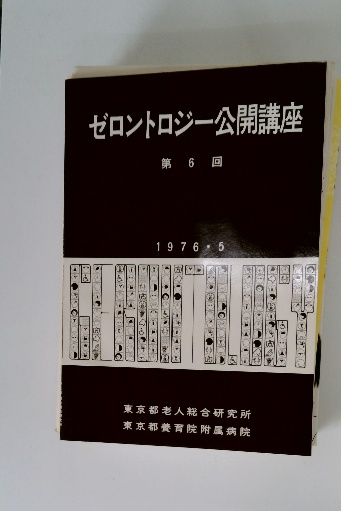 ゼロントロジー公開講座
第 6 回
1976・5
東京都老人総合研究所
東京都養育院附属病院